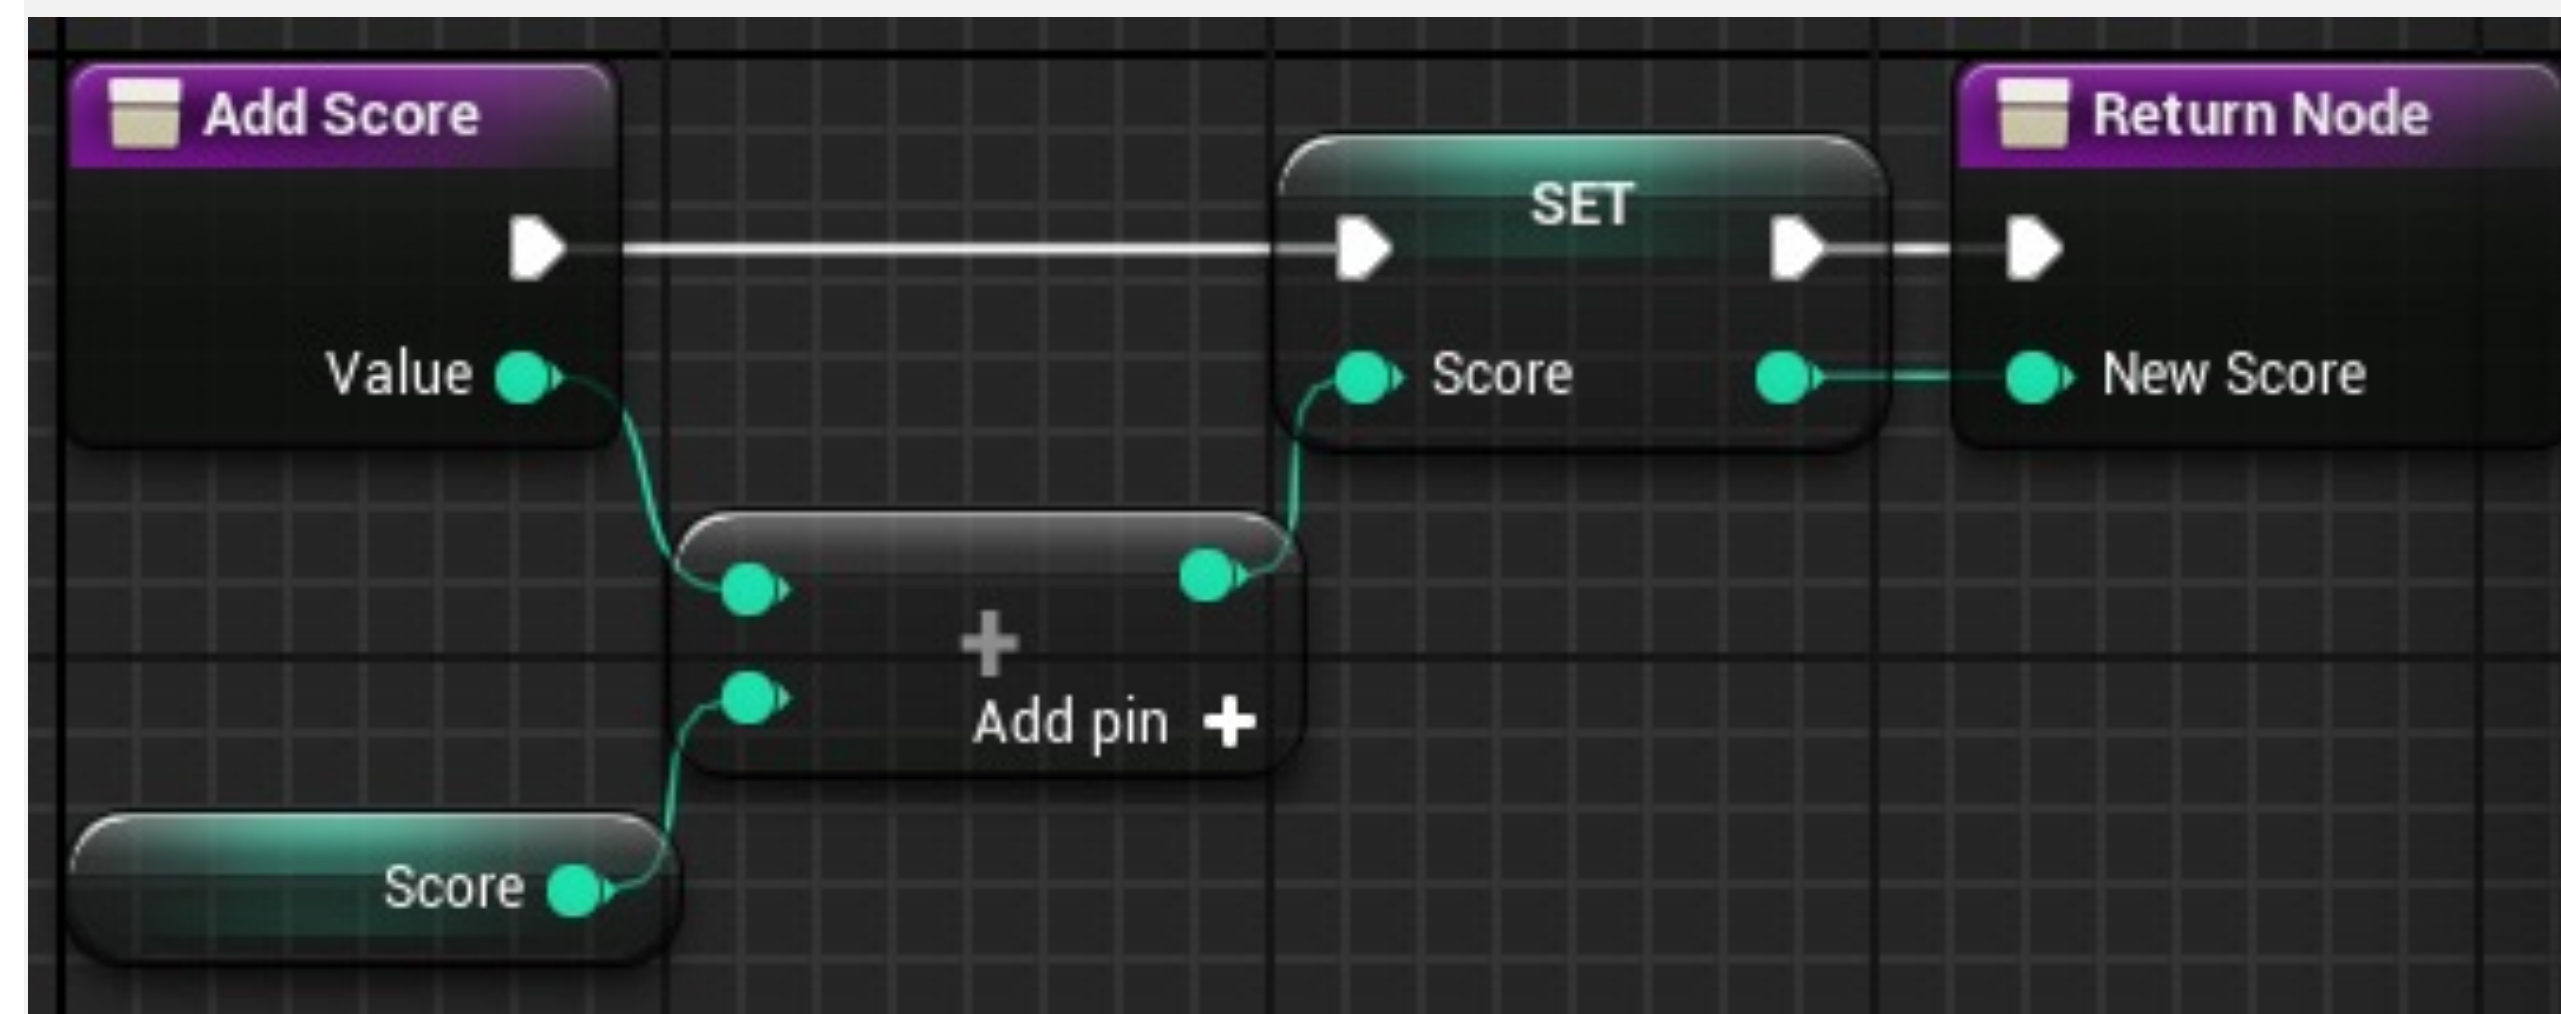 Add Score
Return Node
SET
Value
Score
New Score
Add pin
Score